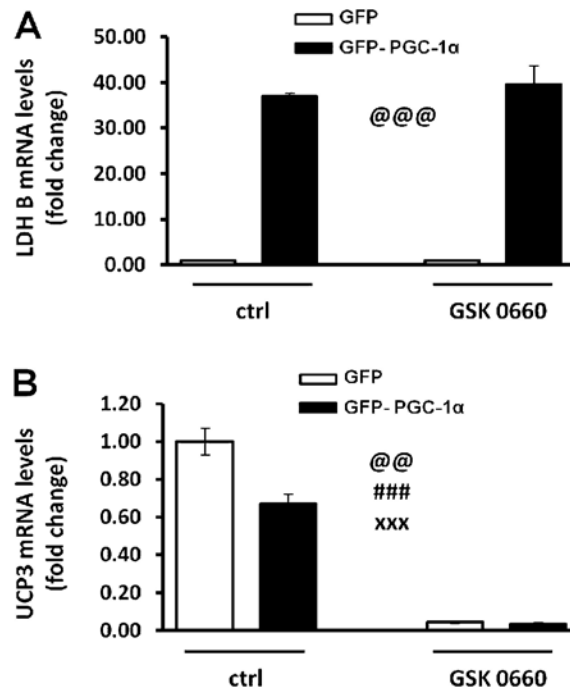 A
GFP
GFP- PGC-1α
LDH B mRNA levels
(fold change)
50.00
40.00
30.00
20.00
10.00
0.00
@@@
ctrl
GSK 0660
B
GFP
GFP- PGC-1α
UCP3 mRNA levels
(fold change)
1.20
1.00
0.80
0.60
0.40
0.20
0.00
@@
###
xxx
ctrl
GSK 0660